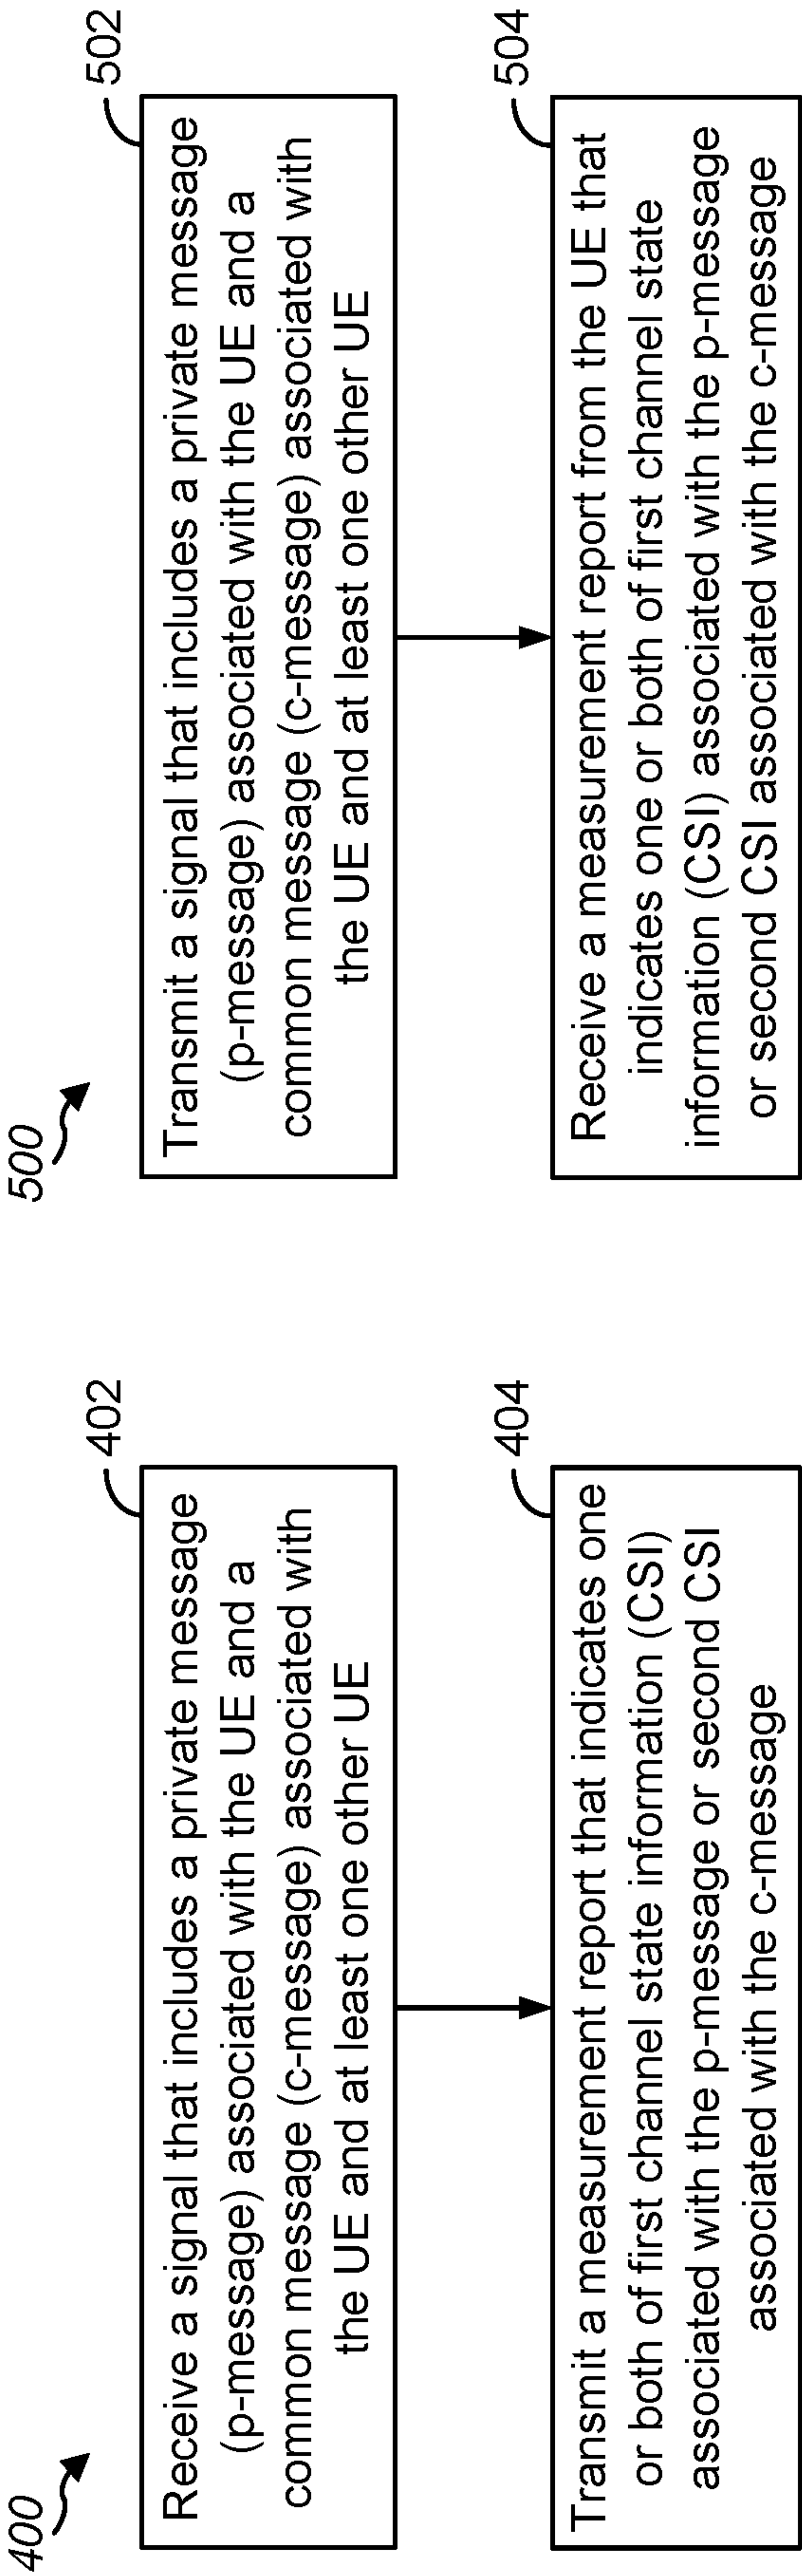 400
402
Receive a signal that includes a private message
(p-message) associated with the UE and a
common message (c-message) associated with
the UE and at least one other UE
404
Transmit a measurement report that indicates one
or both of first channel state information (CSI)
associated with the p-message or second CSI
associated with the c-message
500
502
Transmit a signal that includes a private message
(p-message) associated with the UE and a
common message (c-message) associated with
the UE and at least one other UE
504
Receive a measurement report from the UE that
indicates one or both of first channel state
information (CSI) associated with the p-message
or second CSI associated with the c-message